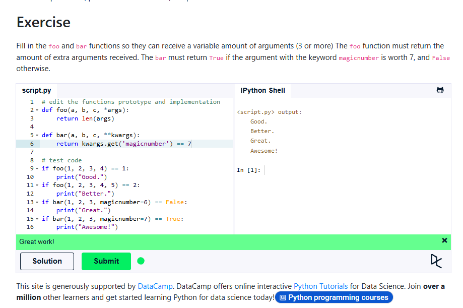 Exercise
Fill in the foo and bar functions so they can receive a variable amount of arguments (3 or more) The foo function must return the
amount of extra arguments received. The bar must return True if the argument with the keyword magicnumber is worth 7, and False
otherwise.
script.py
IPython Shell
1 # edit the functions prototype and implementation
2 def foo(a, b, c, *args):
3 return len(args)
4
5 def bar(a, b, c, **kwargs):
6 return kwargs.get('magicnumber') == 7
7
8 # test code
9 if foo(1, 2, 3, 4) == 1:
10 print("Good.")
11 if foo(1, 2, 3, 4, 5) == 2:
12 print("Better.")
13 if bar(1, 2, 3, magicnumber=6) == False:
14 print("Great.")
15 if bar(1, 2, 3, magicnumber=7) == True:
16 print("Awesome!")
<script.py> output:
Good.
Better.
Great.
Awesome!
In [1]:
Great work!
Solution
Submit
This site is generously supported by DataCamp. DataCamp offers online interactive Python Tutorials for Data Science. Join over a
million other learners and get started learning Python for data science today!
Python programming courses